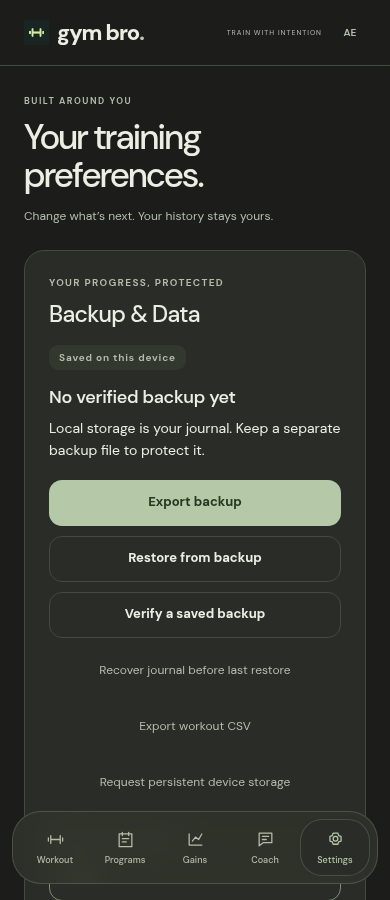 gym bro.
TRAIN WITH INTENTION
AE
BUILT AROUND YOU
Your training
preferences.
Change what’s next. Your history stays yours.
YOUR PROGRESS, PROTECTED
Backup & Data
Saved on this device
No verified backup yet
Local storage is your journal. Keep a separate
backup file to protect it.
Export backup
Restore from backup
Verify a saved backup
Recover journal before last restore
Export workout CSV
Request persistent device storage
Workout
Programs
Gains
Coach
Settings